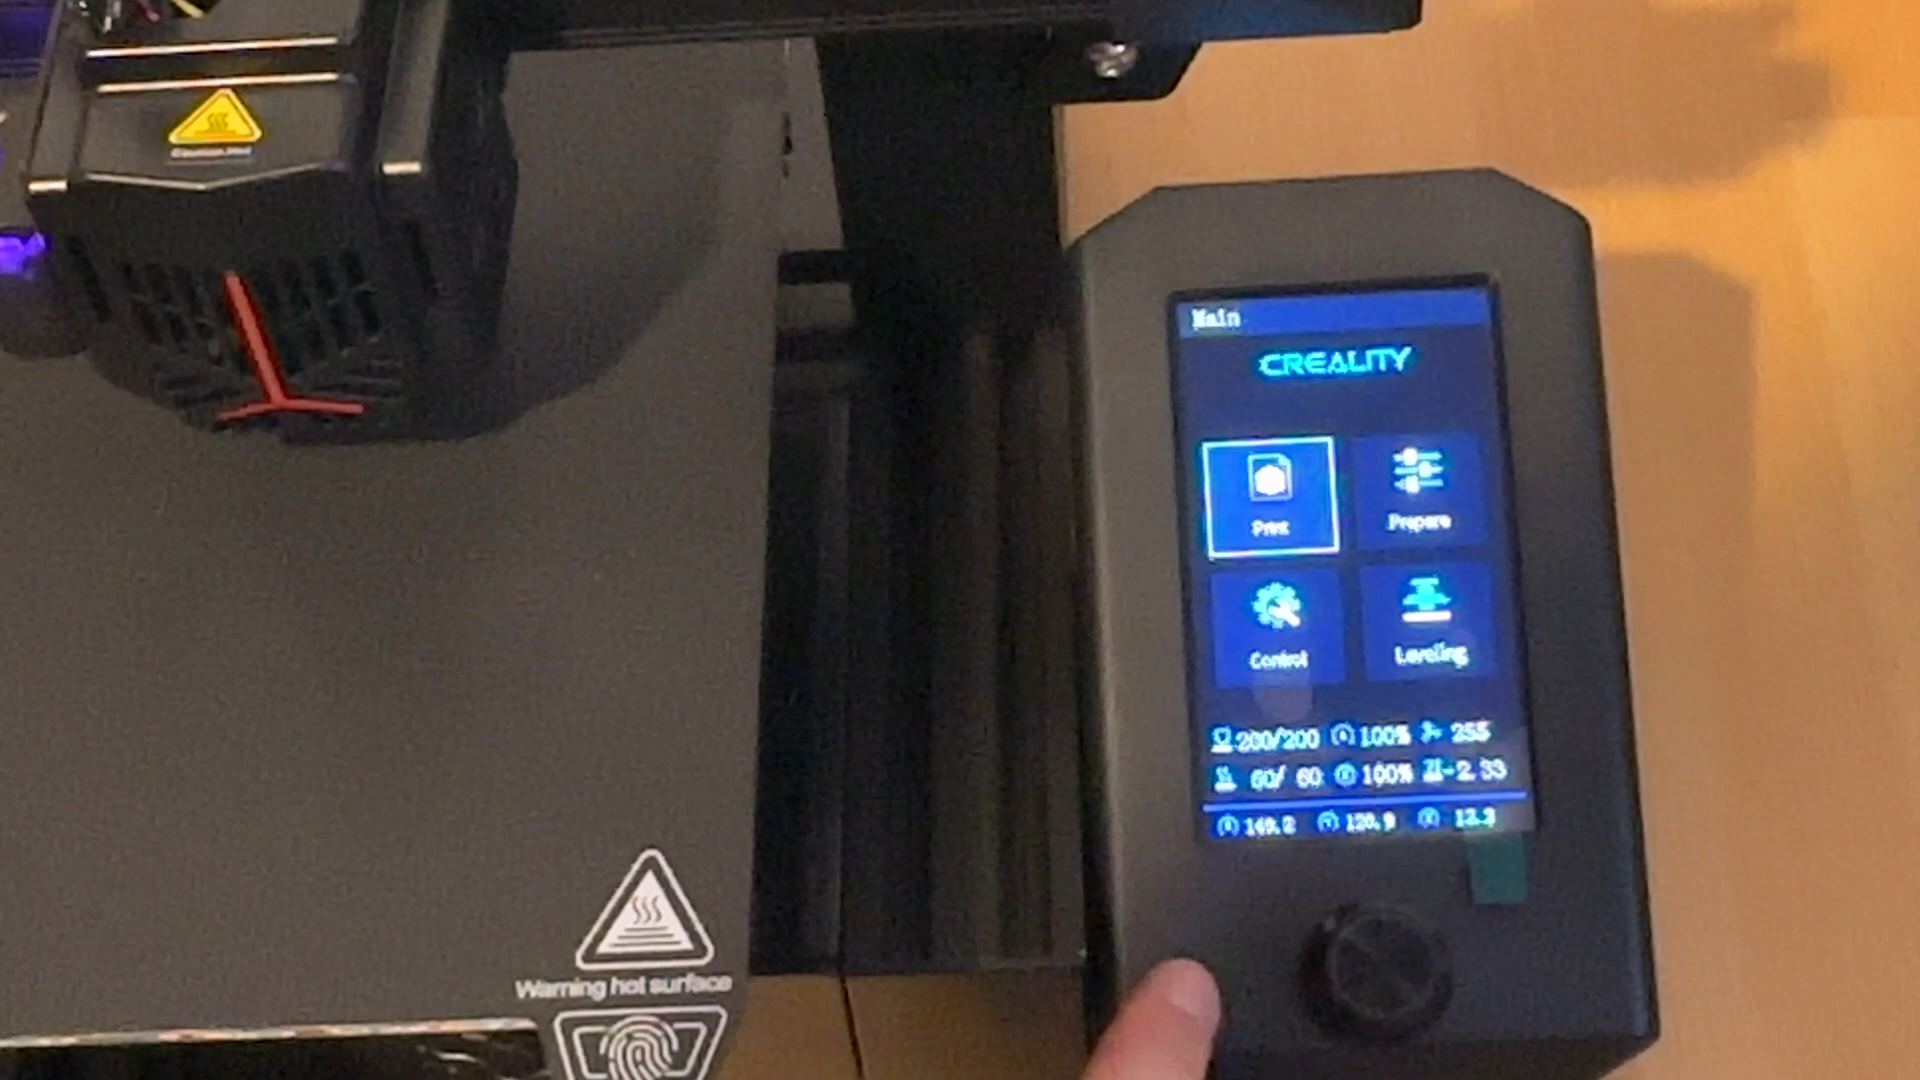 Main
CREALITY
Print
Prepare
Control
Leveling
200/200 100% 255
60/ 60 100% Z-2.33
149.2 120.9 12.3
Warning hot surface